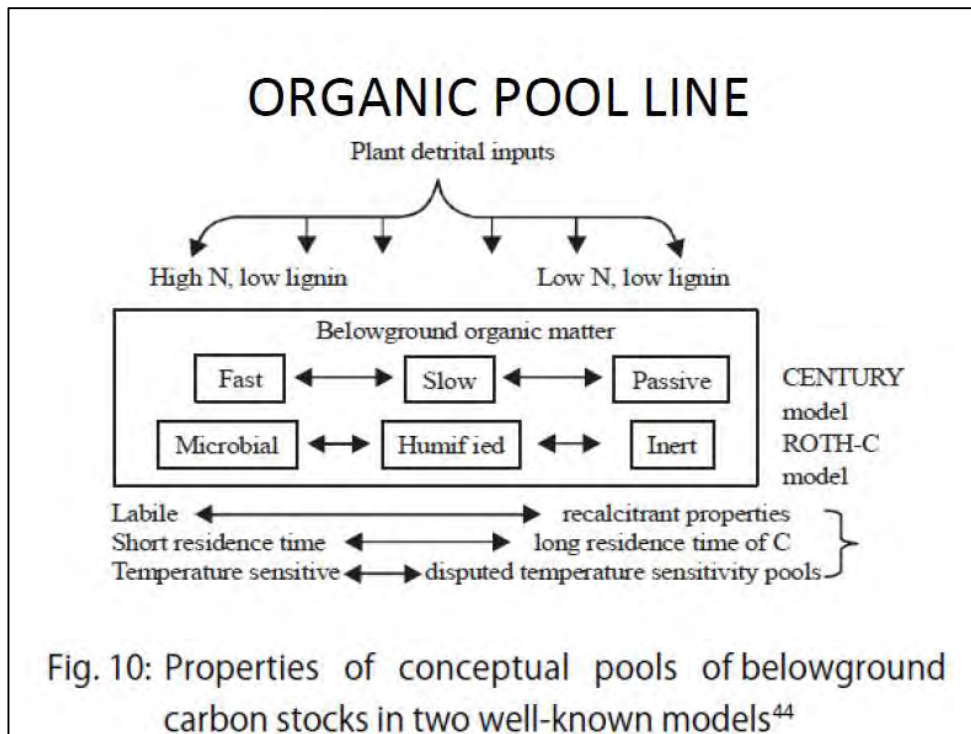 ORGANIC POOL LINE
Plant detrital inputs
High N, low lignin Low N, low lignin
Belowground organic matter
Fast Slow Passive CENTURY
model
Microbial Humified Inert ROTH-C
model
Labile recalcitrant properties
Short residence time long residence time of C
Temperature sensitive disputed temperature sensitivity pools
Fig. 10: Properties of conceptual pools of belowground
carbon stocks in two well-known models⁴⁴